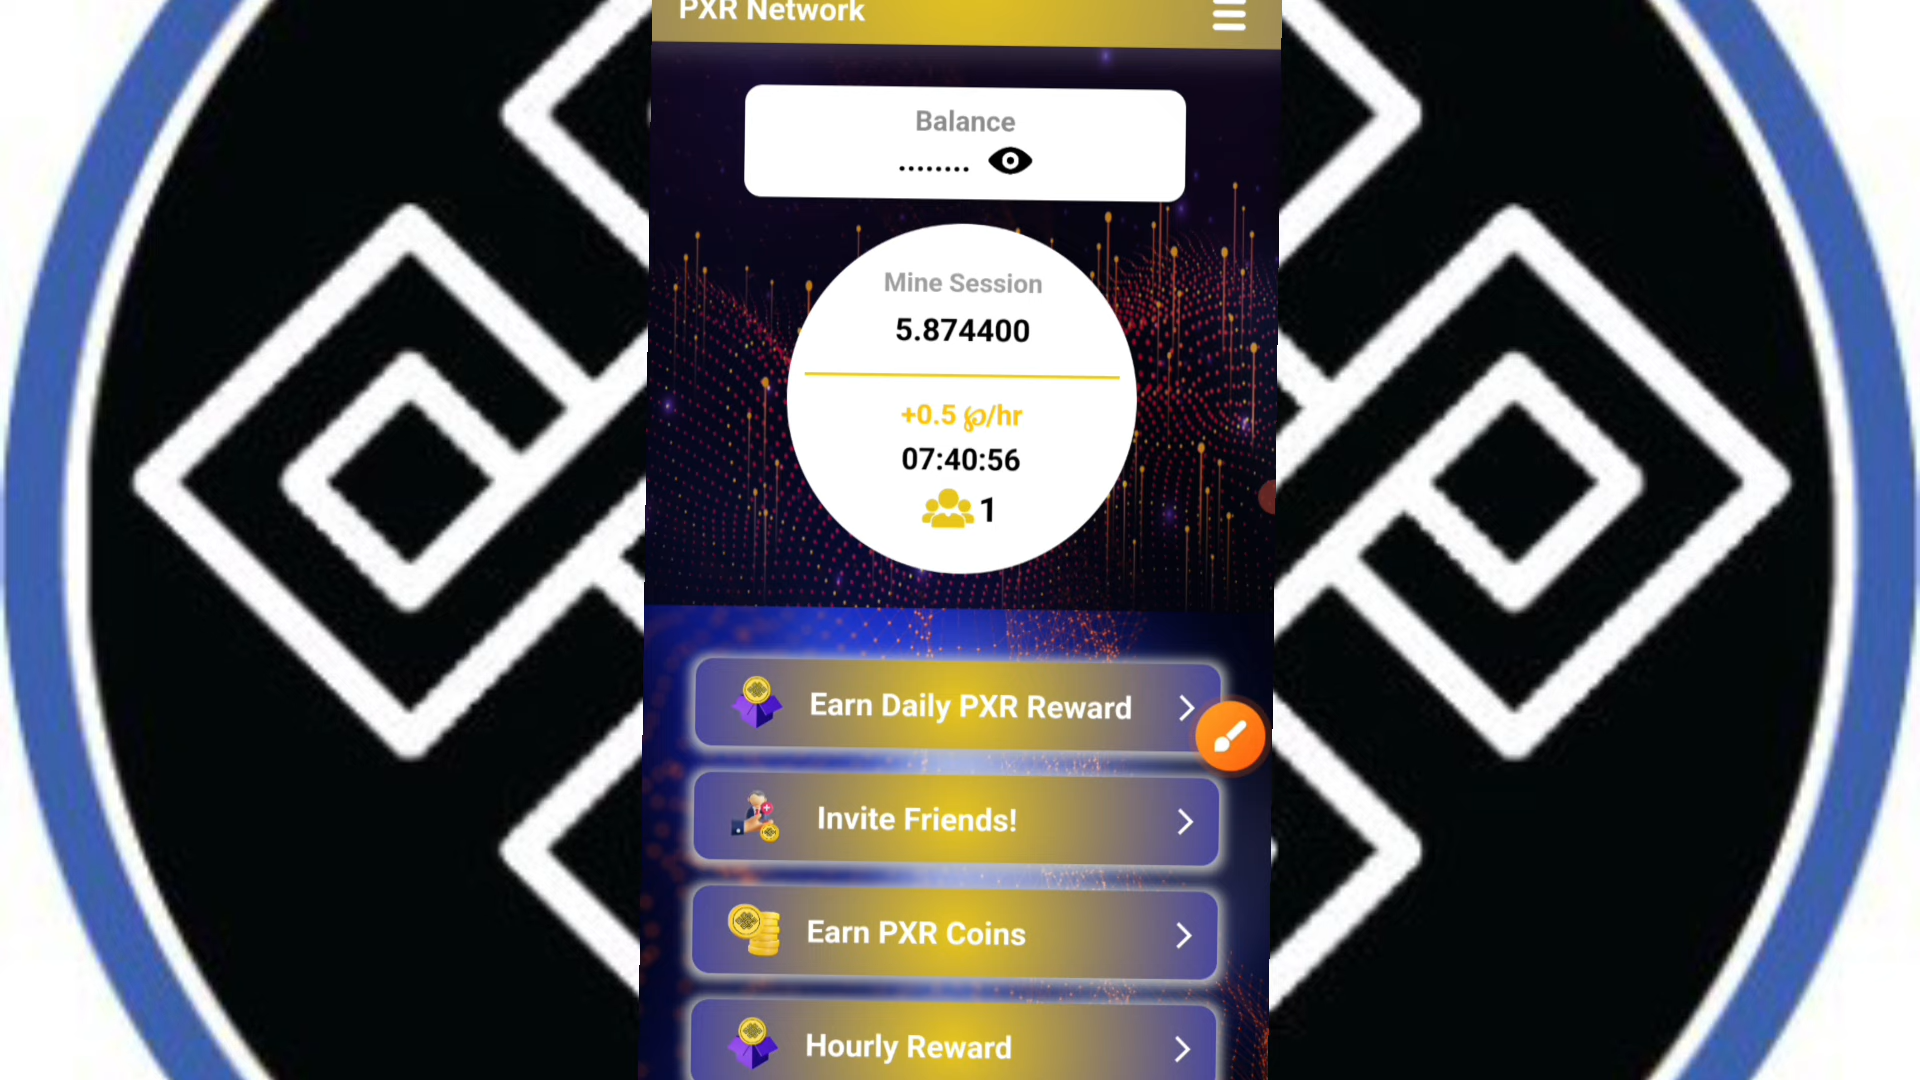 PXR Network
Balance
........
Mine Session
5.874400
+0.5 ℘/hr
07:40:56
1
Earn Daily PXR Reward
Invite Friends!
Earn PXR Coins
Hourly Reward